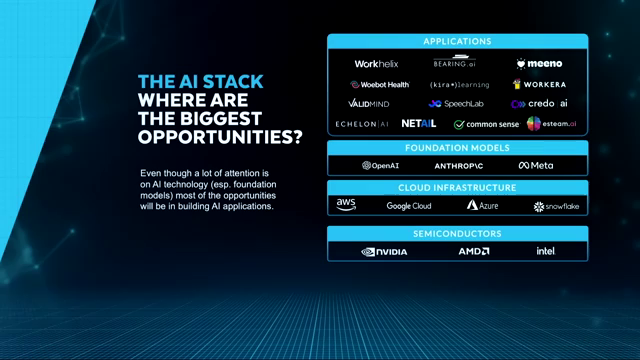 THE AI STACK
WHERE ARE
THE BIGGEST
OPPORTUNITIES?
Even though a lot of attention is
on AI technology (esp. foundation
models) most of the opportunities
will be in building AI applications.
APPLICATIONS
Workhelix BEARING.ai meeno
Woebot Health (kira•)learning WORKERA
VALIDMIND SpeechLab credo ai
ECHELON|AI NETAIL common sense esteam.ai
FOUNDATION MODELS
OpenAI ANTHROP\C Meta
CLOUD INFRASTRUCTURE
aws Google Cloud Azure snowflake
SEMICONDUCTORS
NVIDIA AMD intel